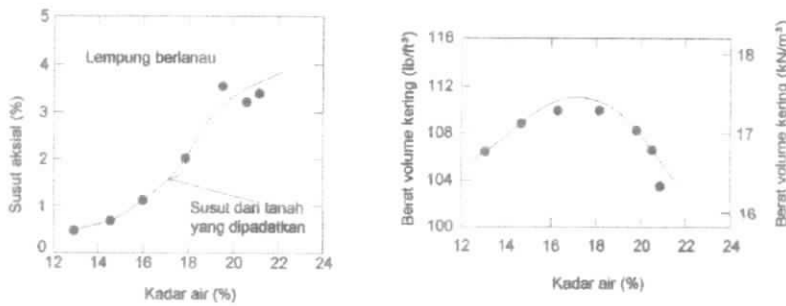 5
4
3
2
1
0
Susut aksial (%)
Lempung berlanau
Susut dari tanah
yang dipadatkan
12 14 16 18 20 22 24
Kadar air (%)
116
112
108
104
100
Berat volume kering (lb/ft³)
18
17
16
Berat volume kering (kN/m³)
12 14 16 18 20 22 24
Kadar air (%)